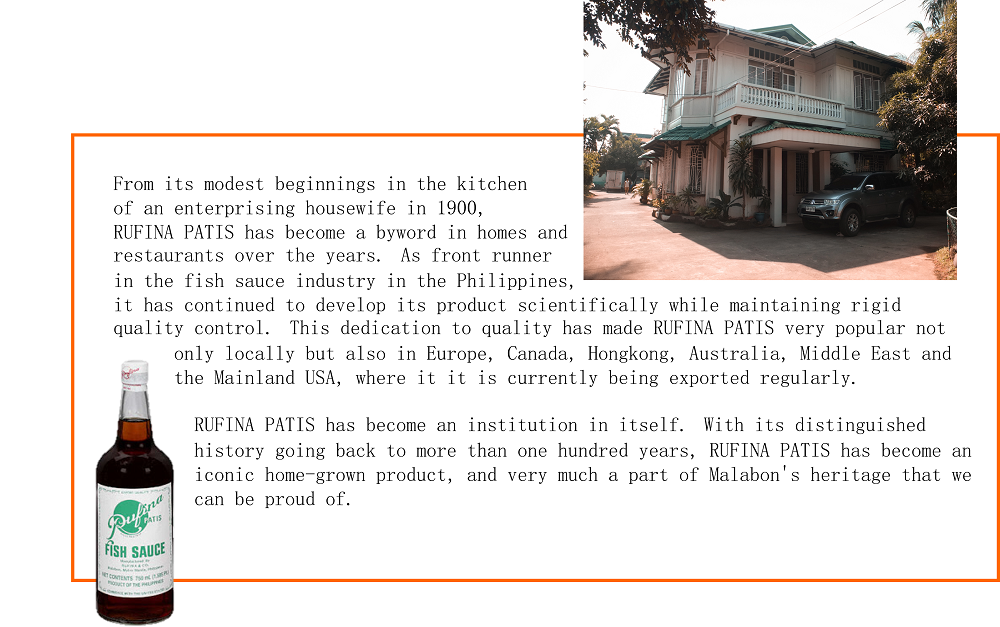 From its modest beginnings in the kitchen
of an enterprising housewife in 1900,
RUFINA PATIS has become a byword in homes and
restaurants over the years. As front runner
in the fish sauce industry in the Philippines,
it has continued to develop its product scientifically while maintaining rigid
quality control. This dedication to quality has made RUFINA PATIS very popular not
only locally but also in Europe, Canada, Hongkong, Australia, Middle East and
the Mainland USA, where it it is currently being exported regularly.
RUFINA PATIS has become an institution in itself. With its distinguished
history going back to more than one hundred years, RUFINA PATIS has become an
iconic home-grown product, and very much a part of Malabon's heritage that we
can be proud of.
Rufina
PATIS
FISH SAUCE
NET CONTENTS 750 mL
PRODUCT OF THE PHILIPPINES